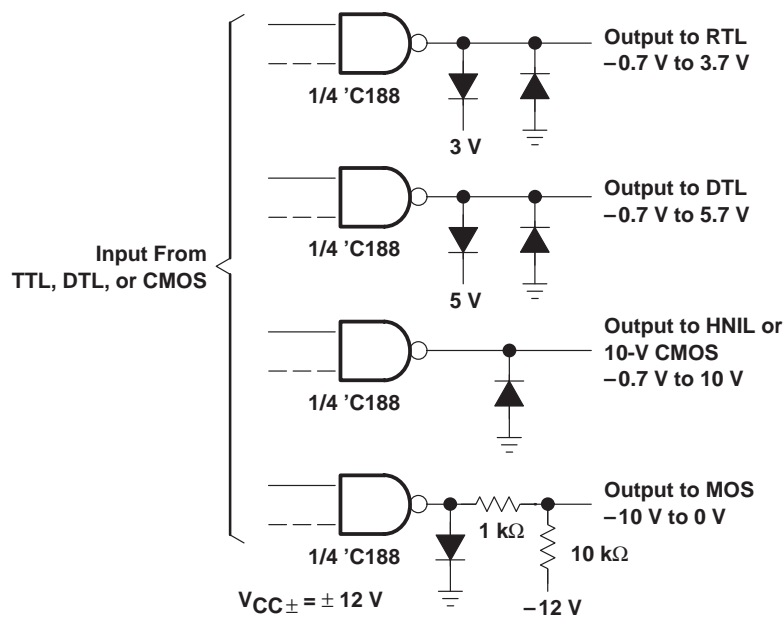 Output to RTL
–0.7 V to 3.7 V
1/4 ’C188
3 V
Output to DTL
–0.7 V to 5.7 V
1/4 ’C188
5 V
Input From
TTL, DTL, or CMOS
Output to HNIL or
10-V CMOS
–0.7 V to 10 V
1/4 ’C188
Output to MOS
–10 V to 0 V
1 kΩ
1/4 ’C188
10 kΩ
VCC± = ± 12 V
–12 V